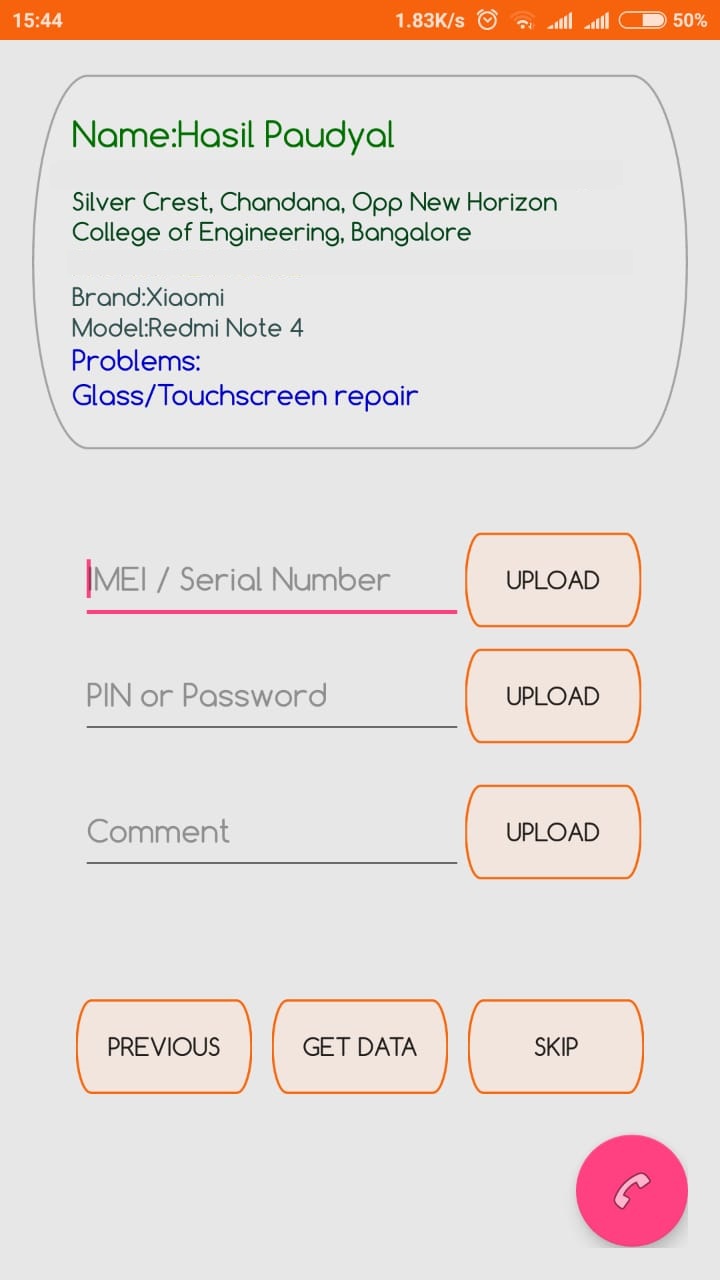 15:44 1.83K/s 50%
Name:Hasil Paudyal
Silver Crest, Chandana, Opp New Horizon
College of Engineering, Bangalore
Brand:Xiaomi
Model:Redmi Note 4
Problems:
Glass/Touchscreen repair
IMEI / Serial Number UPLOAD
PIN or Password UPLOAD
Comment UPLOAD
PREVIOUS GET DATA SKIP